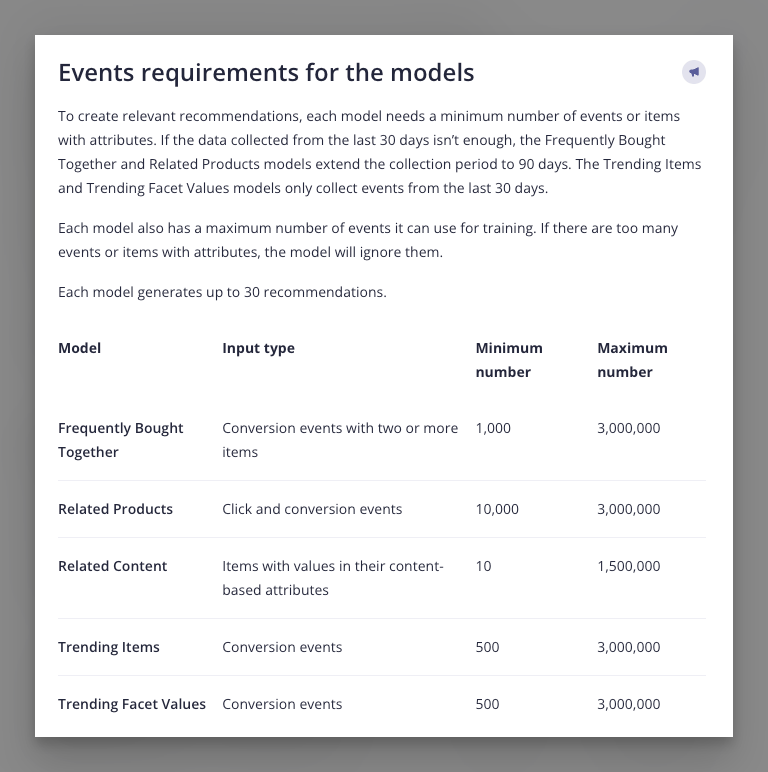 Events requirements for the models
To create relevant recommendations, each model needs a minimum number of events or items
with attributes. If the data collected from the last 30 days isn’t enough, the Frequently Bought
Together and Related Products models extend the collection period to 90 days. The Trending Items
and Trending Facet Values models only collect events from the last 30 days.
Each model also has a maximum number of events it can use for training. If there are too many
events or items with attributes, the model will ignore them.
Each model generates up to 30 recommendations.
Model Input type Minimum number Maximum number
Frequently Bought Together Conversion events with two or more items 1,000 3,000,000
Related Products Click and conversion events 10,000 3,000,000
Related Content Items with values in their content-based attributes 10 1,500,000
Trending Items Conversion events 500 3,000,000
Trending Facet Values Conversion events 500 3,000,000